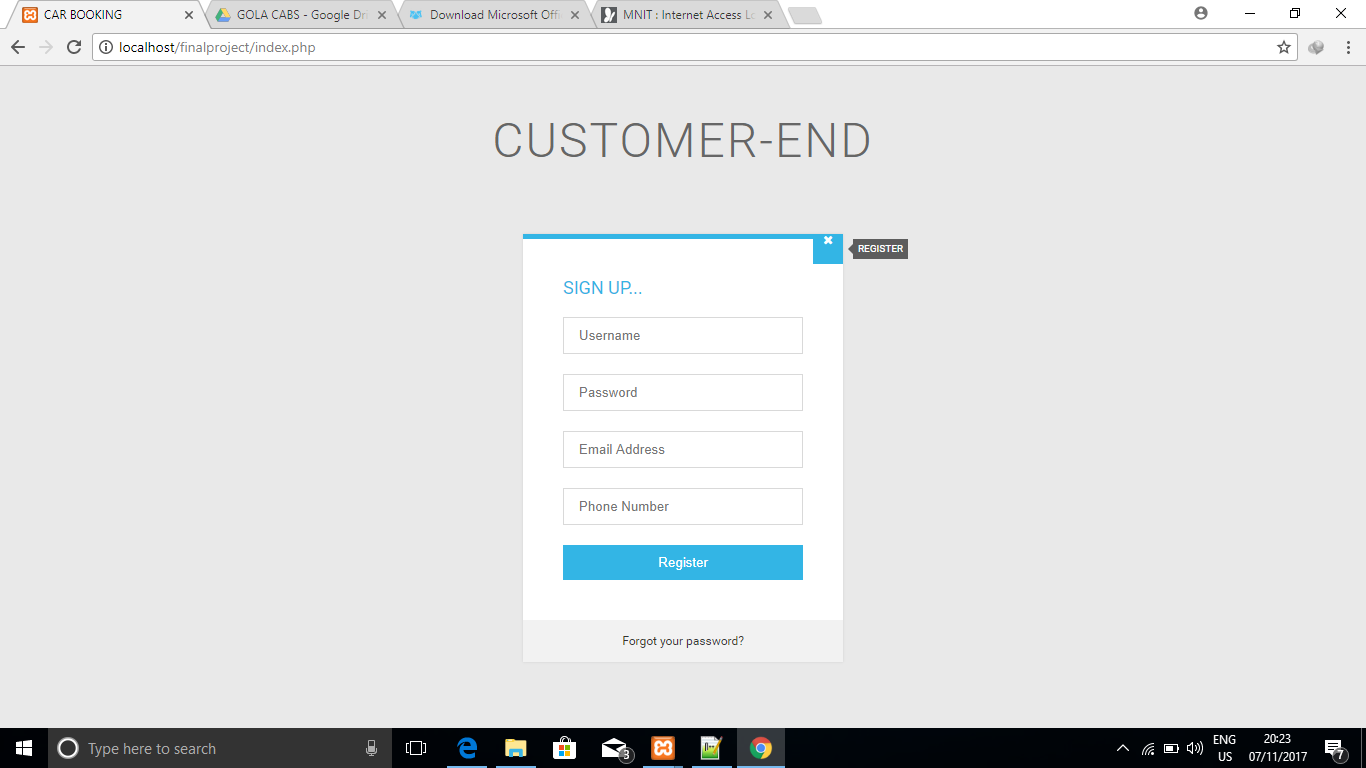 CAR BOOKING
GOLA CABS - Google Dri
Download Microsoft Offi
MNIT : Internet Access Lo
localhost/finalproject/index.php
CUSTOMER-END
REGISTER
SIGN UP...
Username
Password
Email Address
Phone Number
Register
Forgot your password?
Type here to search
3
ENG
US
20:23
07/11/2017
7